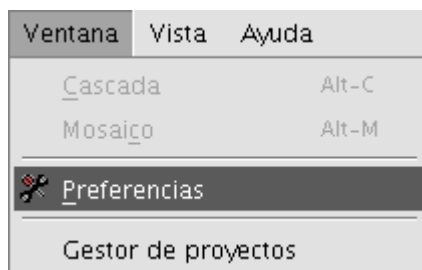 Ventana Vista Ayuda
Cascada Alt-C
Mosaico Alt-M
Preferencias
Gestor de proyectos